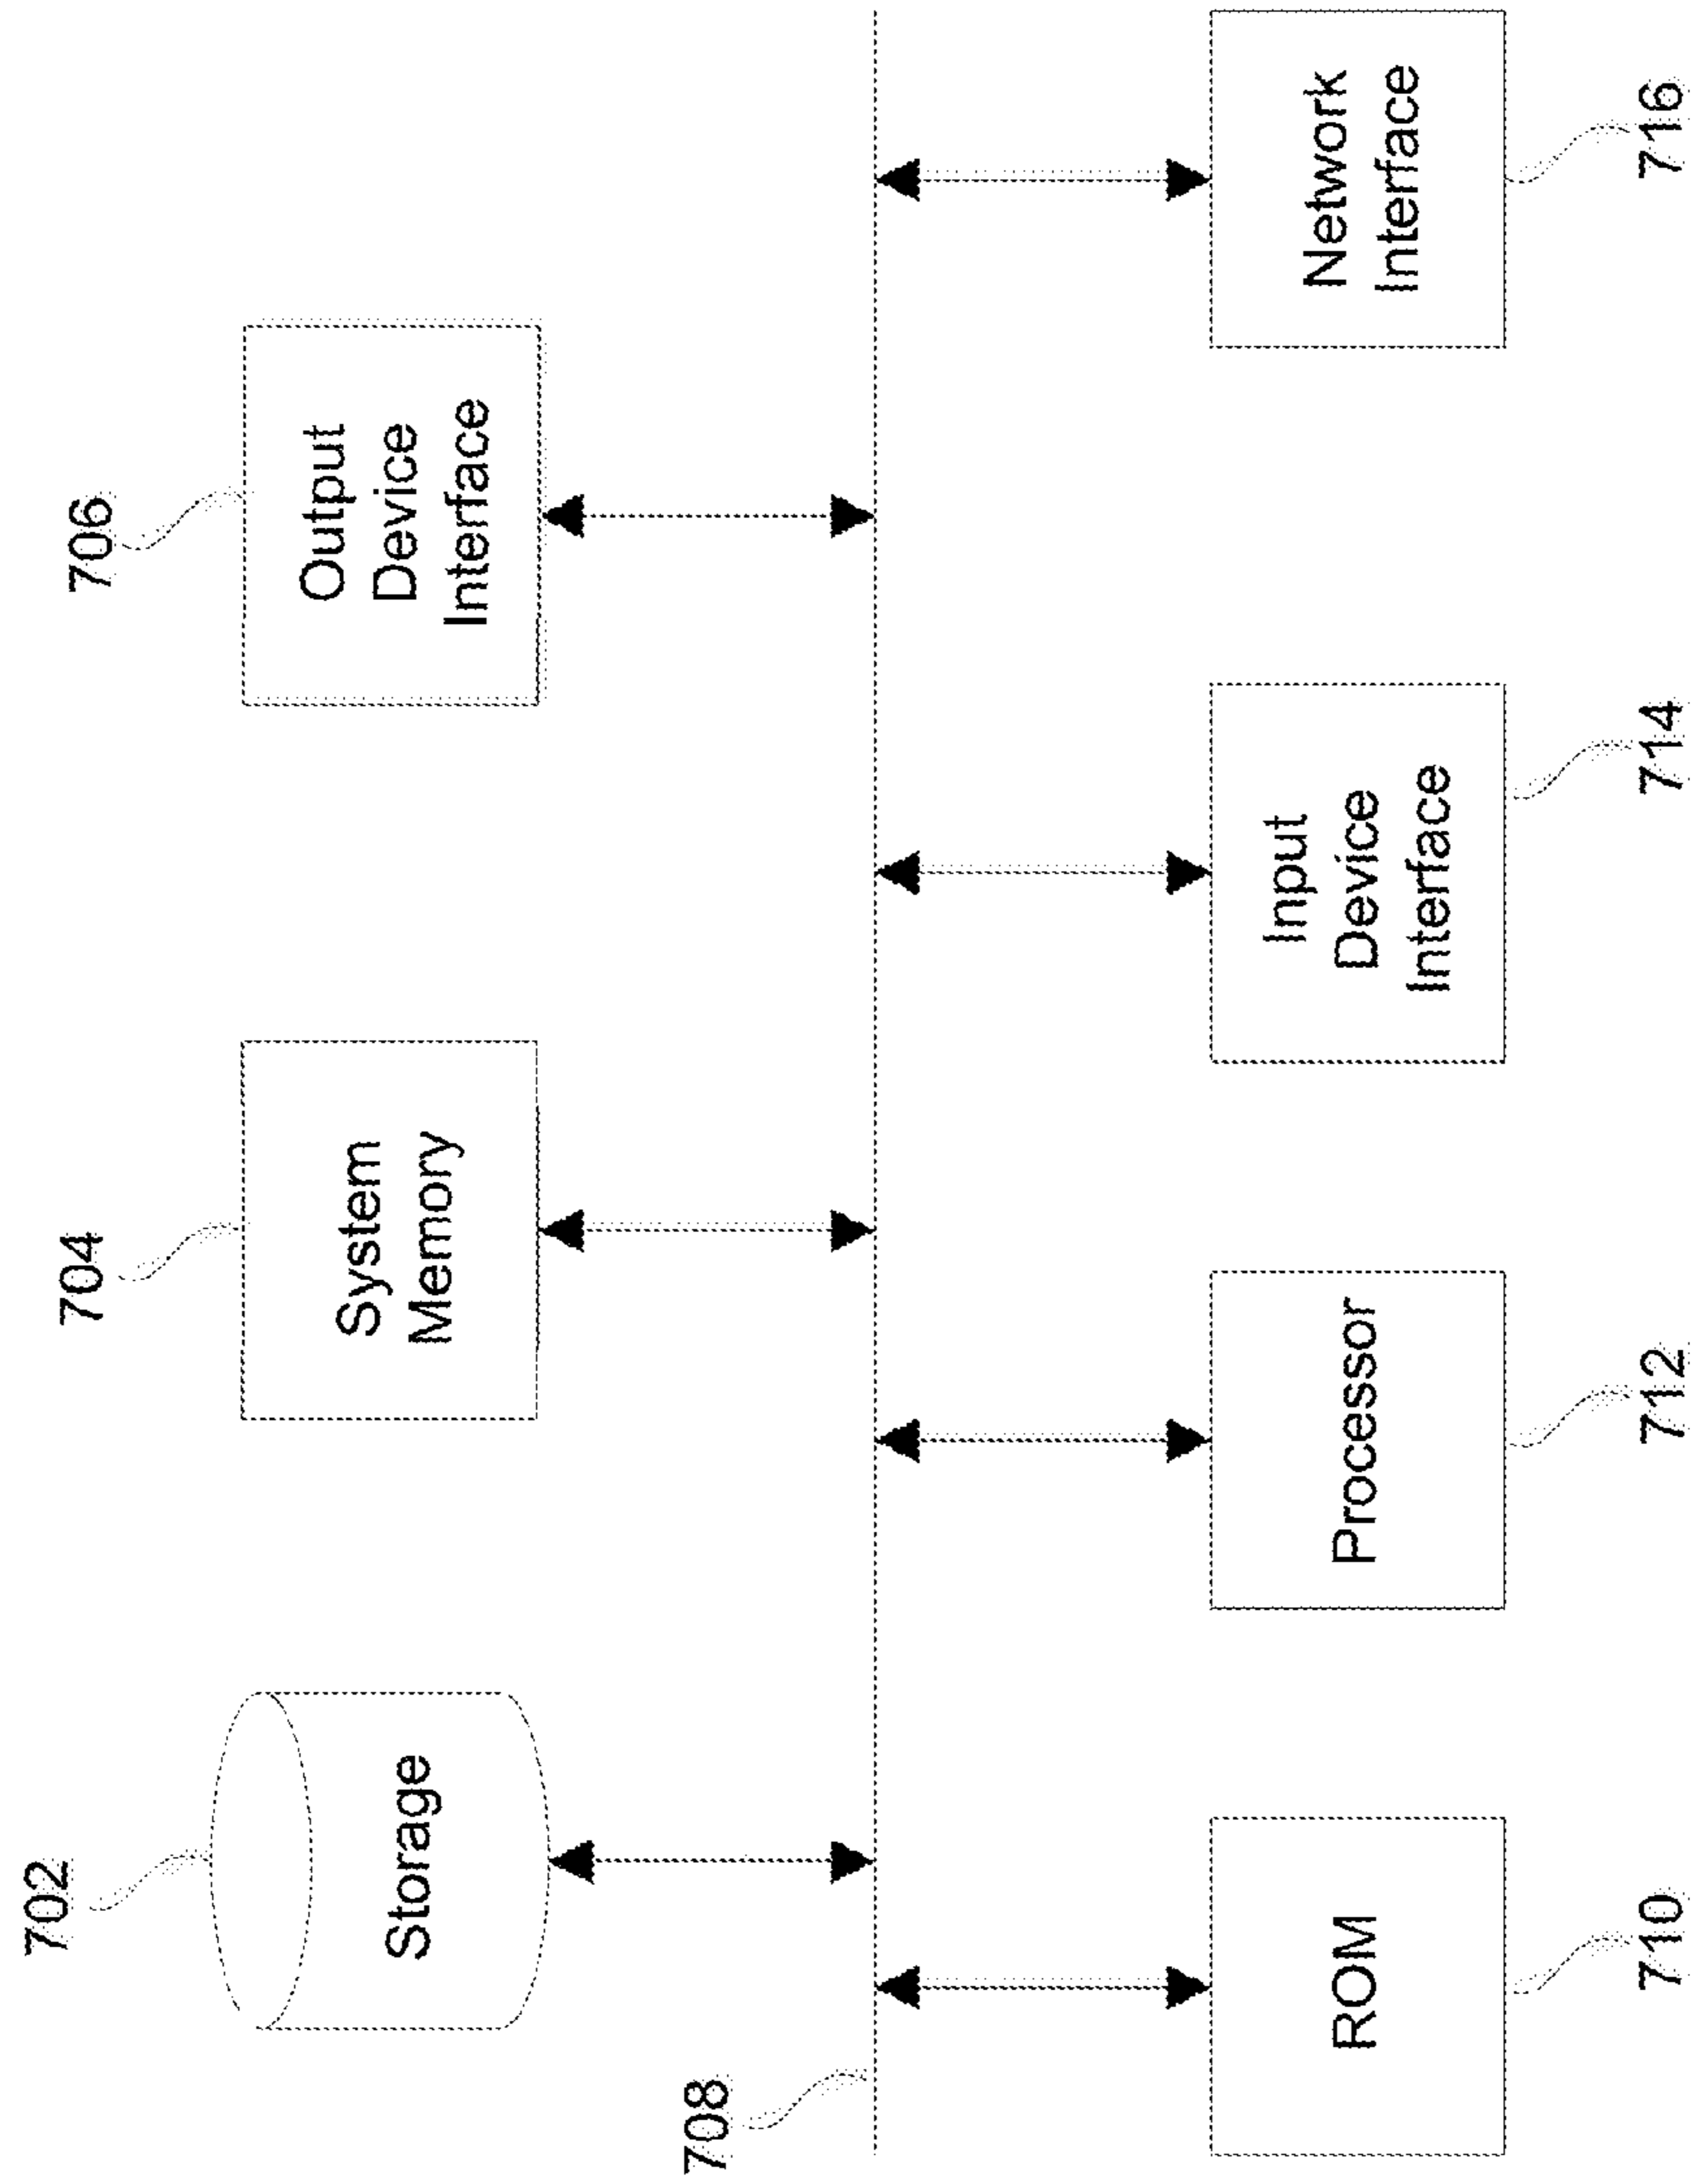 702
704
706
Storage
System
Memory
Output
Device
Interface
708
ROM
Processor
Input
Device
Interface
Network
Interface
710
712
714
716